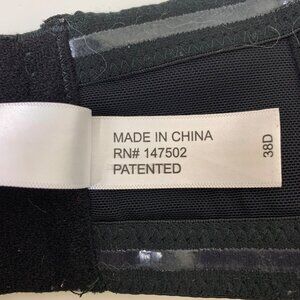 MADE IN CHINA
RN# 147502
PATENTED
38D